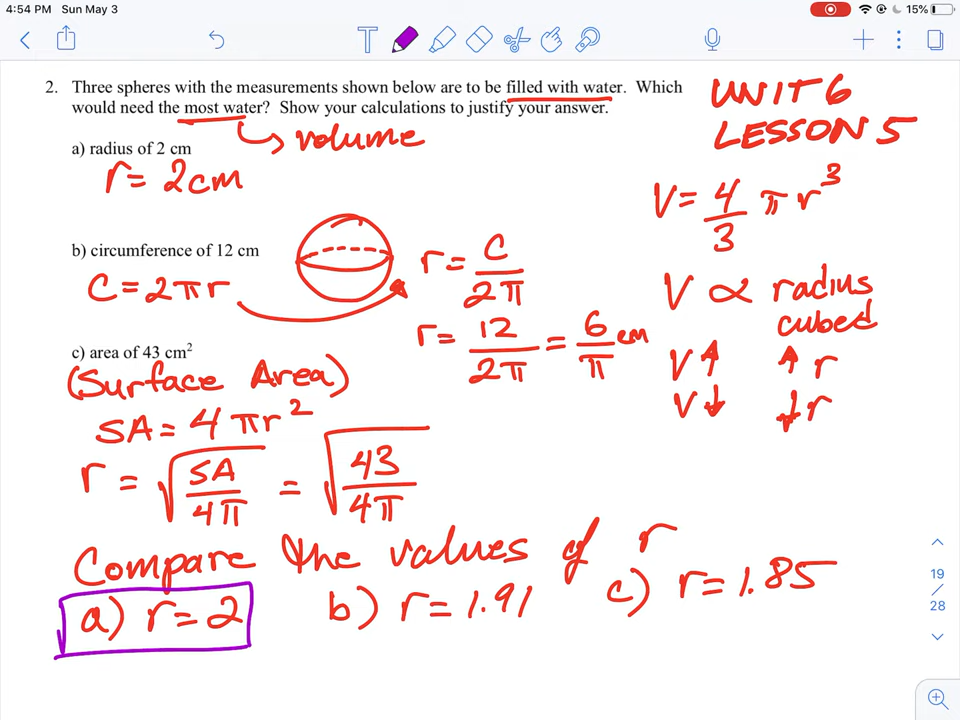 4:54 PM Sun May 3
15%
2. Three spheres with the measurements shown below are to be filled with water. Which
would need the most water? Show your calculations to justify your answer.
UNIT 6
LESSON 5
volume
a) radius of 2 cm
r = 2cm
V = 4/3 π r³
b) circumference of 12 cm
C = 2πr
r = C/2π
V ∝ radius
cubed
r = 12/2π = 6/π cm
c) area of 43 cm²
V↑ ↑r
(Surface Area)
V↓ ↓r
SA = 4πr²
r = √(SA/4π) = √(43/4π)
Compare the values of r
a) r = 2
b) r = 1.91
c) r = 1.85
19
/
28